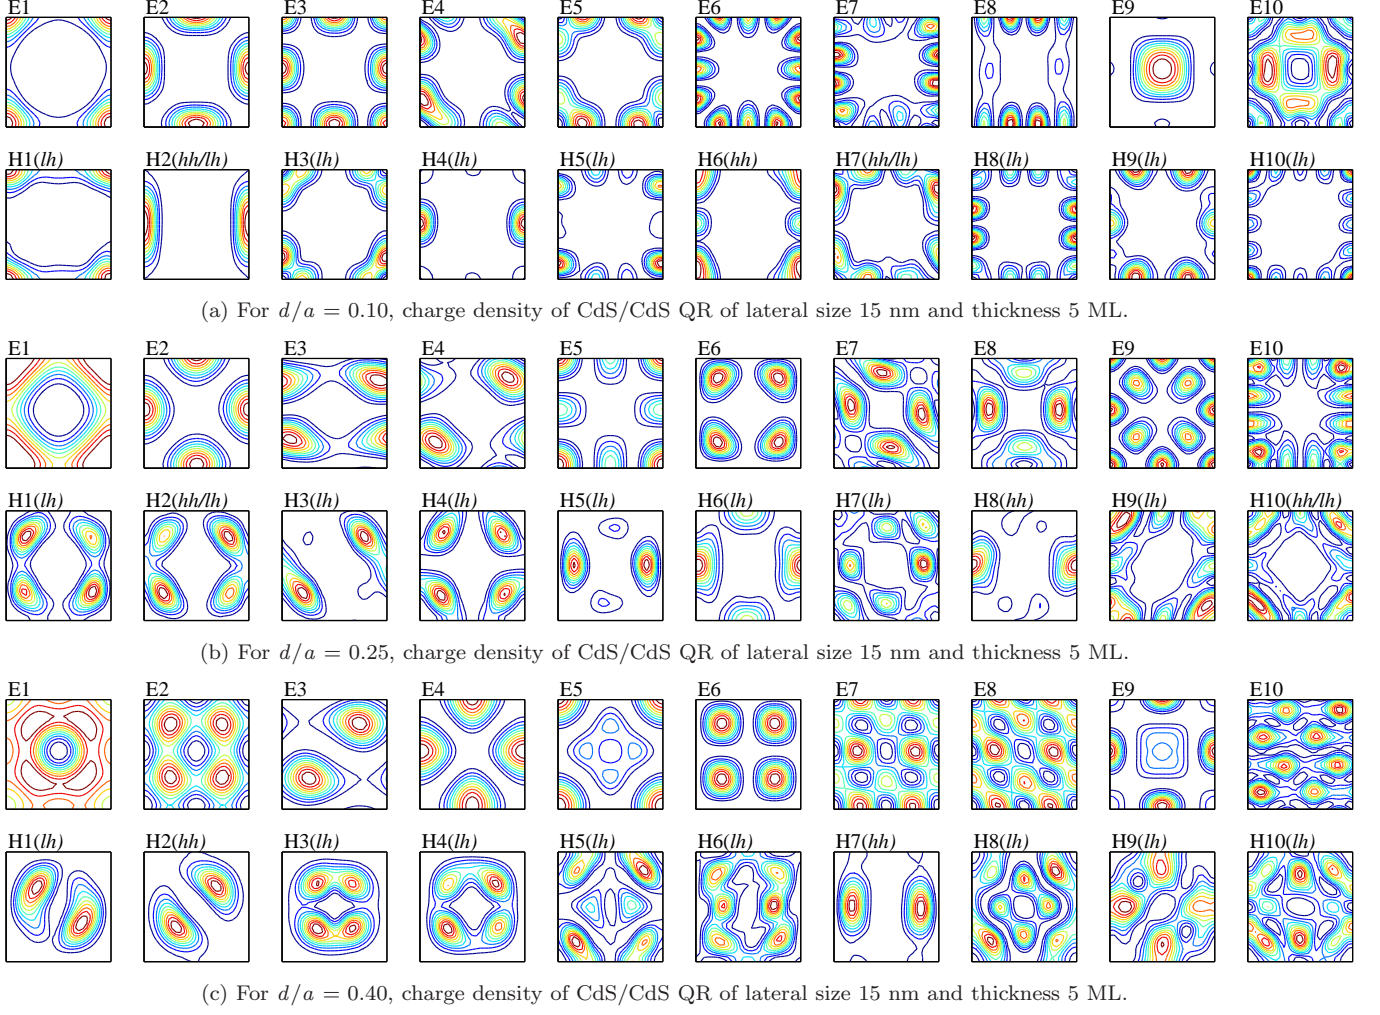 E1 E2 E3 E4 E5 E6 E7 E8 E9 E10
H1(lh) H2(hh/lh) H3(lh) H4(lh) H5(lh) H6(hh) H7(hh/lh) H8(lh) H9(lh) H10(lh)
(a) For d/a = 0.10, charge density of CdS/CdS QR of lateral size 15 nm and thickness 5 ML.
E1 E2 E3 E4 E5 E6 E7 E8 E9 E10
H1(lh) H2(hh/lh) H3(lh) H4(lh) H5(lh) H6(lh) H7(lh) H8(hh) H9(lh) H10(hh/lh)
(b) For d/a = 0.25, charge density of CdS/CdS QR of lateral size 15 nm and thickness 5 ML.
E1 E2 E3 E4 E5 E6 E7 E8 E9 E10
H1(lh) H2(hh) H3(lh) H4(lh) H5(lh) H6(lh) H7(hh) H8(lh) H9(lh) H10(lh)
(c) For d/a = 0.40, charge density of CdS/CdS QR of lateral size 15 nm and thickness 5 ML.